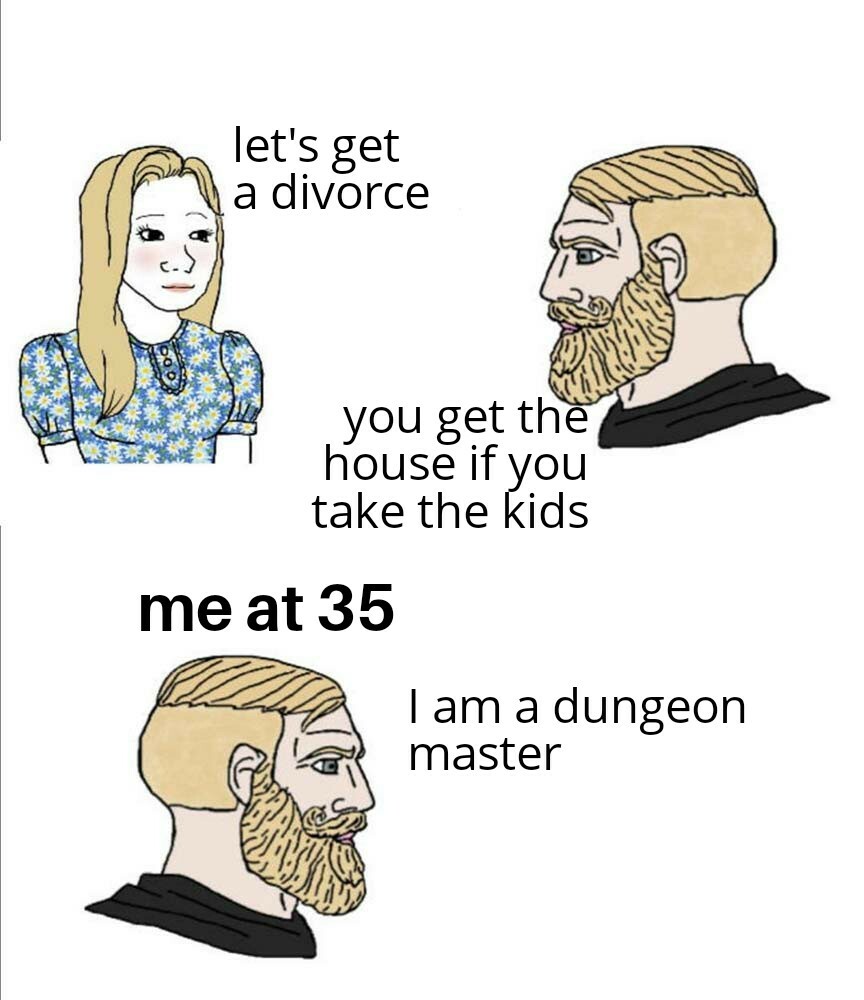 let's get
a divorce
you get the
house if you
take the kids
me at 35
I am a dungeon
master